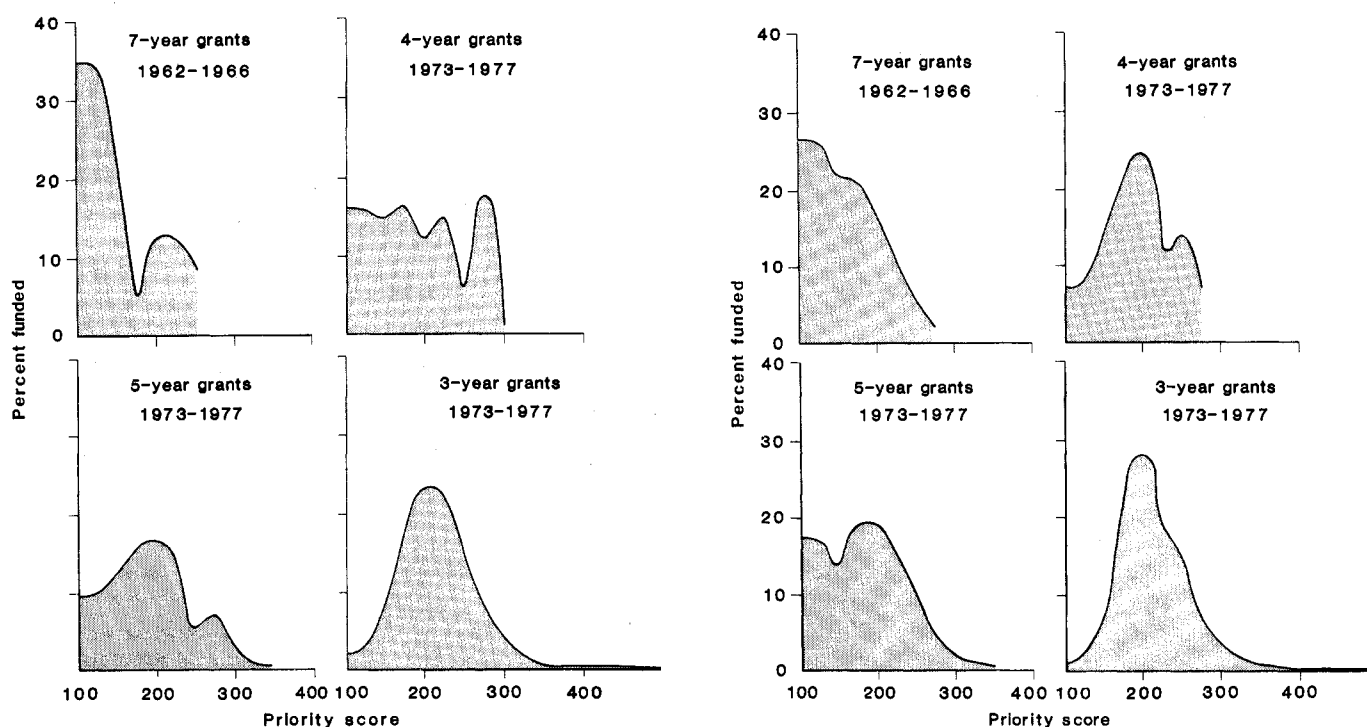 40
30
20
10
0
7-year grants
1962-1966
4-year grants
1973-1977
5-year grants
1973-1977
3-year grants
1973-1977
Percent funded
100 200 300 400
200 300 400
Priority score
40
30
20
10
0
7-year grants
1962-1966
4-year grants
1973-1977
40
30
20
10
0
5-year grants
1973-1977
3-year grants
1973-1977
Percent funded
100 200 300 400
100 200 300 400
Priority score